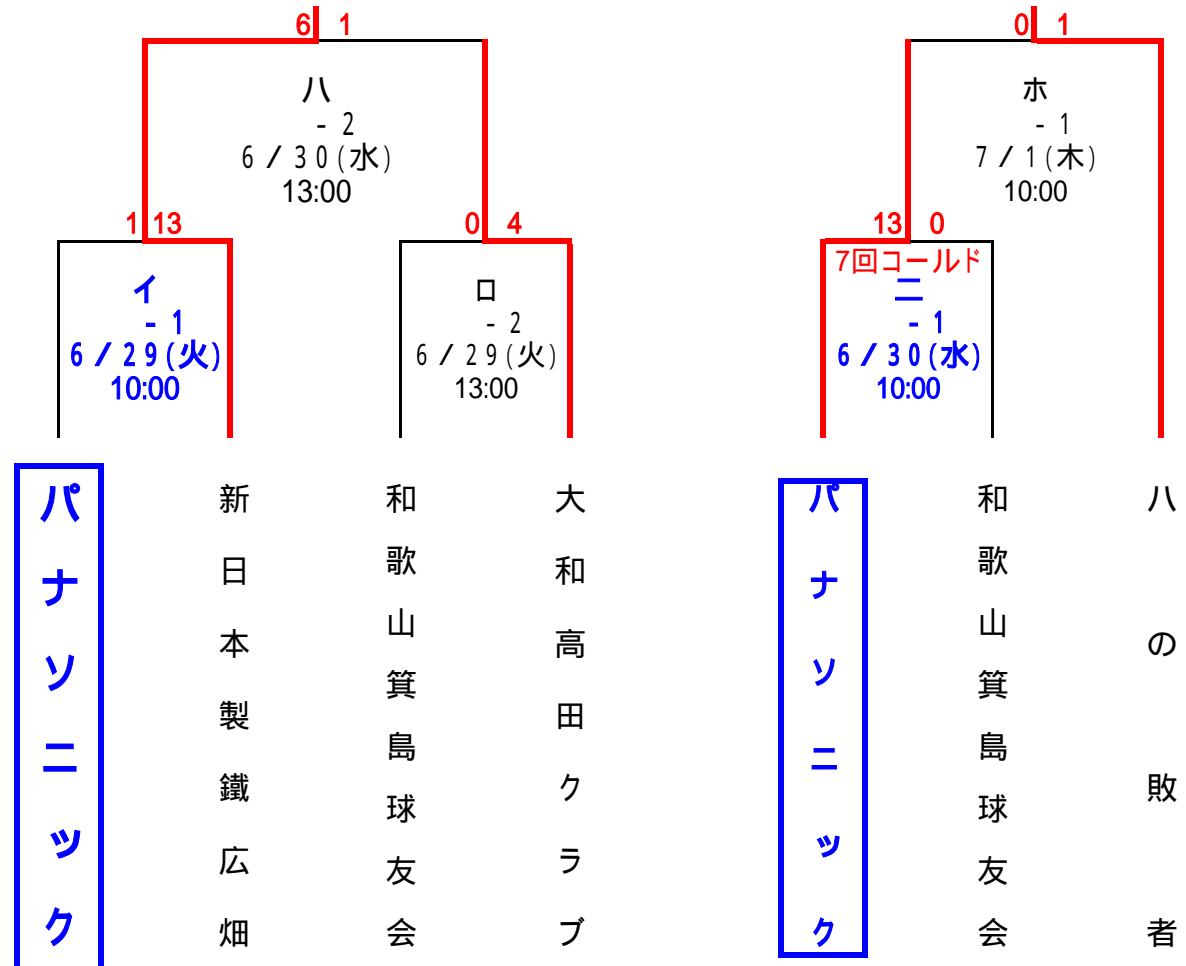 6 1
ハ
- 2
6/30(水)
13:00
1 13
イ
- 1
6/29(火)
10:00
0 4
ロ
- 2
6/29(火)
13:00
パナソニック
新日本製鐵広畑
和歌山箕島球友会
大和高田クラブ
0 1
ホ
- 1
7/1(木)
10:00
13 0
7回コールド
ニ
- 1
6/30(水)
10:00
パナソニック
和歌山箕島球友会
ハの敗者